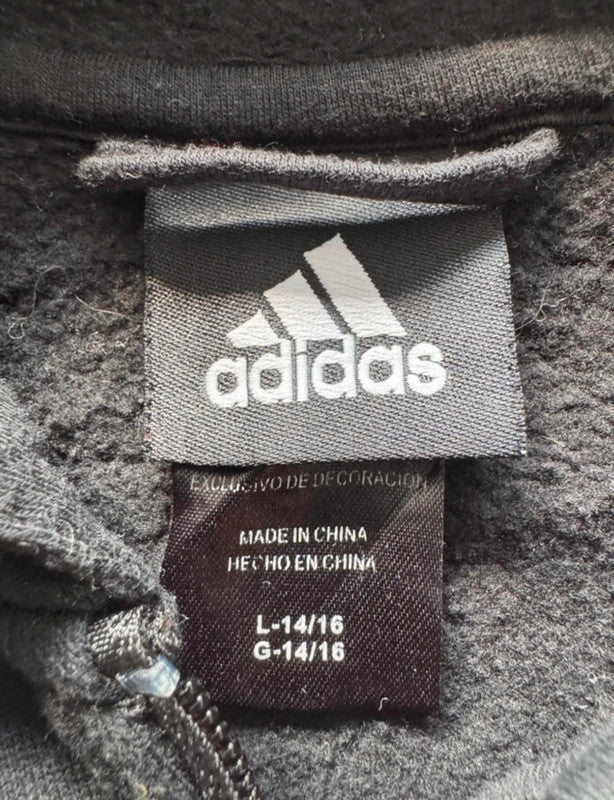 adidas
EXCLUSIVO DE DECORACION
MADE IN CHINA
HECHO EN CHINA
L-14/16
G-14/16